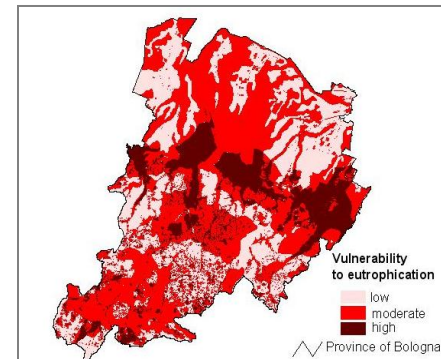 Vulnerability
to eutrophication
low
moderate
high
Province of Bologna